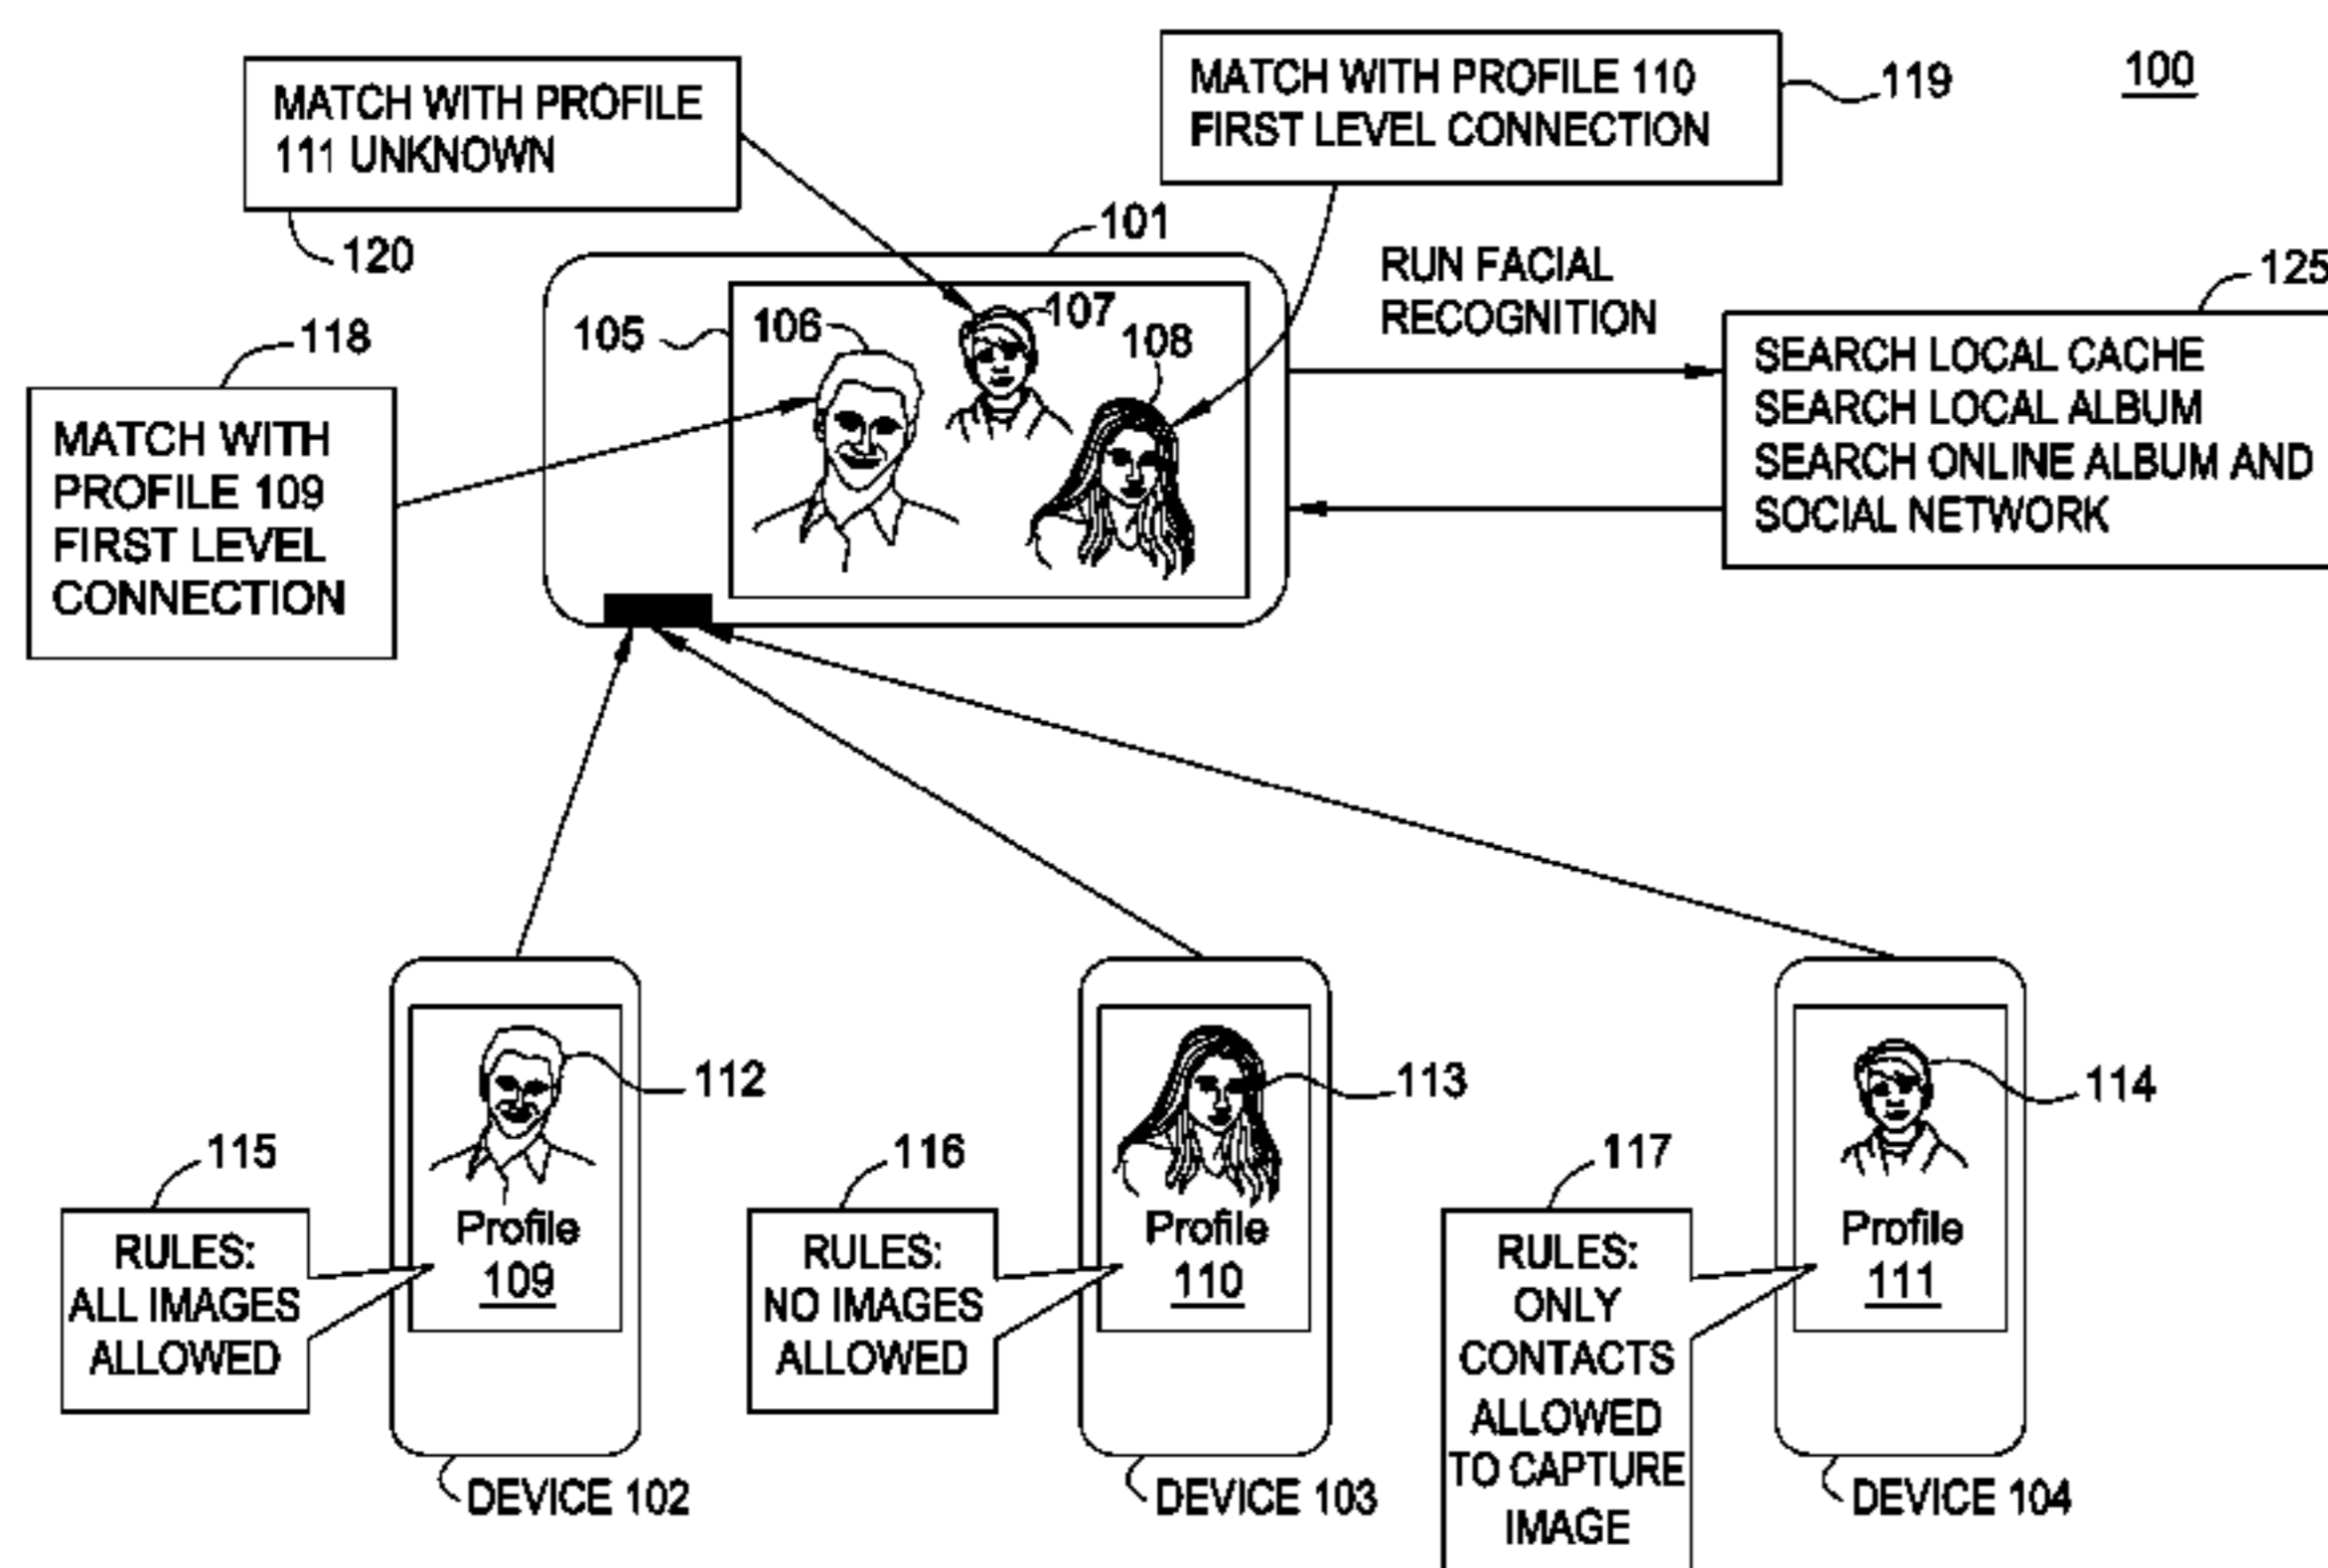 100
MATCH WITH PROFILE
111 UNKNOWN
120
MATCH WITH PROFILE 110
FIRST LEVEL CONNECTION
119
101
RUN FACIAL
RECOGNITION
125
SEARCH LOCAL CACHE
SEARCH LOCAL ALBUM
SEARCH ONLINE ALBUM AND
SOCIAL NETWORK
118
MATCH WITH
PROFILE 109
FIRST LEVEL
CONNECTION
105
106
107
108
112
Profile
109
115
RULES:
ALL IMAGES
ALLOWED
DEVICE 102
113
Profile
110
116
RULES:
NO IMAGES
ALLOWED
DEVICE 103
114
Profile
111
117
RULES:
ONLY
CONTACTS
ALLOWED
TO CAPTURE
IMAGE
DEVICE 104